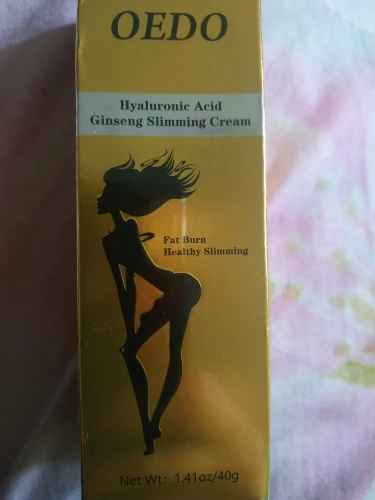 OEDO
Hyaluronic Acid
Ginseng Slimming Cream
Fat Burn
Healthy Slimming
Net Wt: 1.41oz/40g